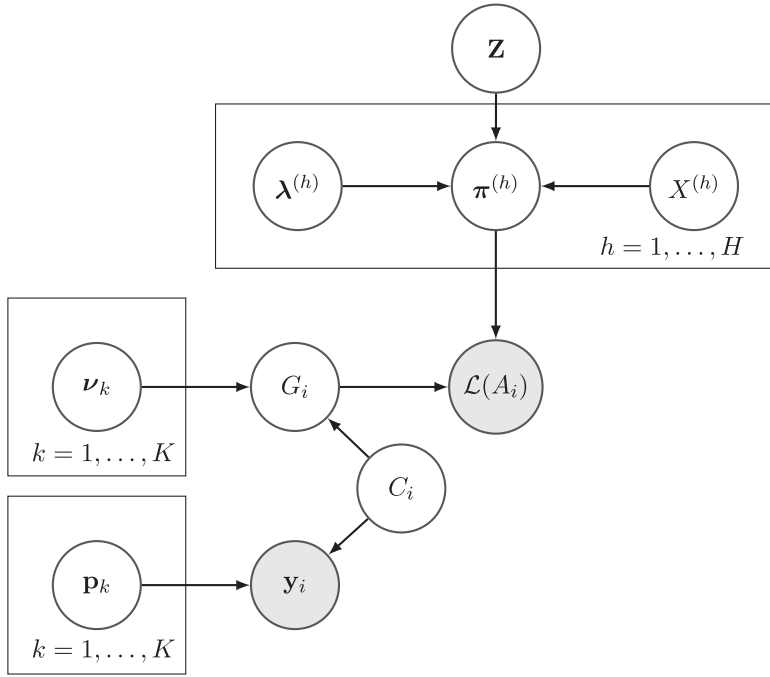 Z
λ^(h) π^(h) X^(h)
h = 1, . . . , H
ν_k G_i ℒ(A_i)
k = 1, . . . , K
C_i
p_k y_i
k = 1, . . . , K